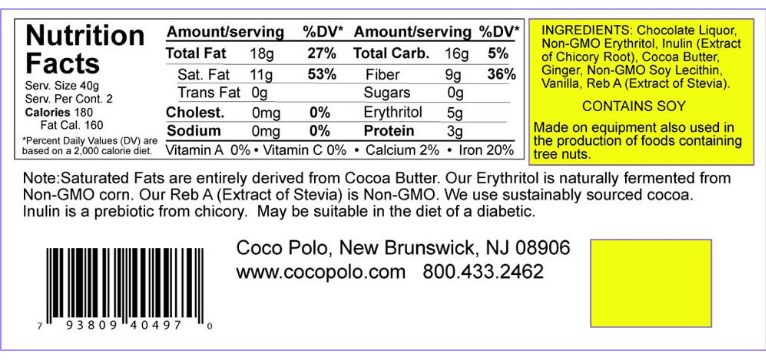 Nutrition
Facts
Serv. Size 40g
Serv. Per Cont. 2
Calories 180
Fat Cal. 160
*Percent Daily Values (DV) are
based on a 2,000 calorie diet.
Amount/serving %DV* Amount/serving %DV*
Total Fat 18g 27% Total Carb. 16g 5%
Sat. Fat 11g 53% Fiber 9g 36%
Trans Fat 0g Sugars 0g
Cholest. 0mg 0% Erythritol 5g
Sodium 0mg 0% Protein 3g
Vitamin A 0% • Vitamin C 0% • Calcium 2% • Iron 20%
INGREDIENTS: Chocolate Liquor,
Non-GMO Erythritol, Inulin (Extract
of Chicory Root), Cocoa Butter,
Ginger, Non-GMO Soy Lecithin,
Vanilla, Reb A (Extract of Stevia).
CONTAINS SOY
Made on equipment also used in
the production of foods containing
tree nuts.
Note:Saturated Fats are entirely derived from Cocoa Butter. Our Erythritol is naturally fermented from
Non-GMO corn. Our Reb A (Extract of Stevia) is Non-GMO. We use sustainably sourced cocoa.
Inulin is a prebiotic from chicory. May be suitable in the diet of a diabetic.
Coco Polo, New Brunswick, NJ 08906
www.cocopolo.com 800.433.2462
7 93809 40497 0